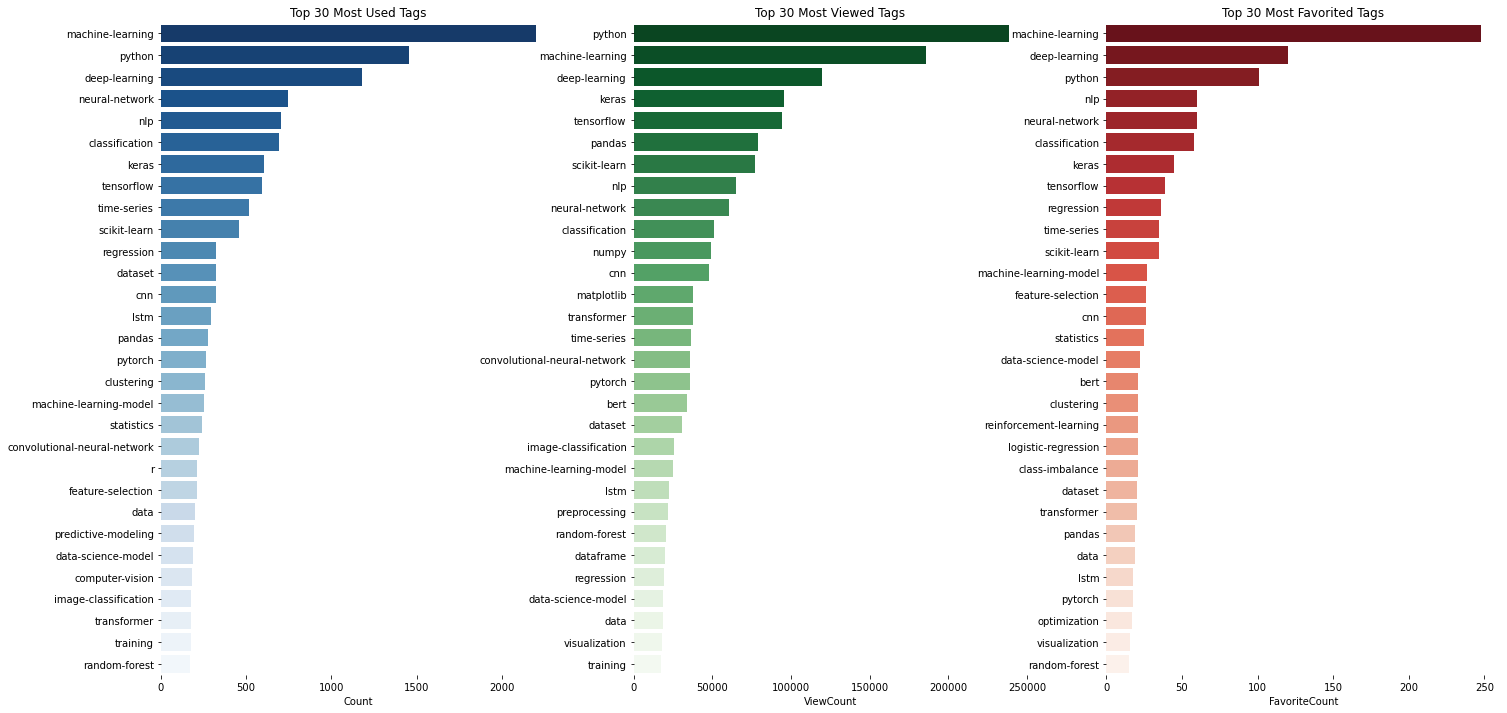 Top 30 Most Used Tags
machine-learning
python
deep-learning
neural-network
nlp
classification
keras
tensorflow
time-series
scikit-learn
regression
dataset
cnn
lstm
pandas
pytorch
clustering
machine-learning-model
statistics
convolutional-neural-network
r
feature-selection
data
predictive-modeling
data-science-model
computer-vision
image-classification
transformer
training
random-forest
0 500 1000 1500 2000
Count
Top 30 Most Viewed Tags
python
machine-learning
deep-learning
keras
tensorflow
pandas
scikit-learn
nlp
neural-network
classification
numpy
cnn
matplotlib
transformer
time-series
convolutional-neural-network
pytorch
bert
dataset
image-classification
machine-learning-model
lstm
preprocessing
random-forest
dataframe
regression
data-science-model
data
visualization
training
0 50000 100000 150000 200000 250000
ViewCount
Top 30 Most Favorited Tags
machine-learning
deep-learning
python
nlp
neural-network
classification
keras
tensorflow
regression
time-series
scikit-learn
machine-learning-model
feature-selection
cnn
statistics
data-science-model
bert
clustering
reinforcement-learning
logistic-regression
class-imbalance
dataset
transformer
pandas
data
lstm
pytorch
optimization
visualization
random-forest
0 50 100 150 200 250
FavoriteCount